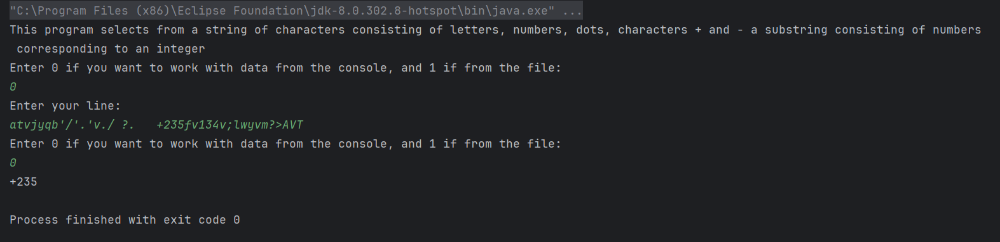 "C:\Program Files (x86)\Eclipse Foundation\jdk-8.0.302.8-hotspot\bin\java.exe" ...
This program selects from a string of characters consisting of letters, numbers, dots, characters + and - a substring consisting of numbers
 corresponding to an integer
Enter 0 if you want to work with data from the console, and 1 if from the file:
0
Enter your line:
atvjyqb'/'.'v./ ?.   +235fv134v;lwyvm?>AVT
Enter 0 if you want to work with data from the console, and 1 if from the file:
0
+235
Process finished with exit code 0